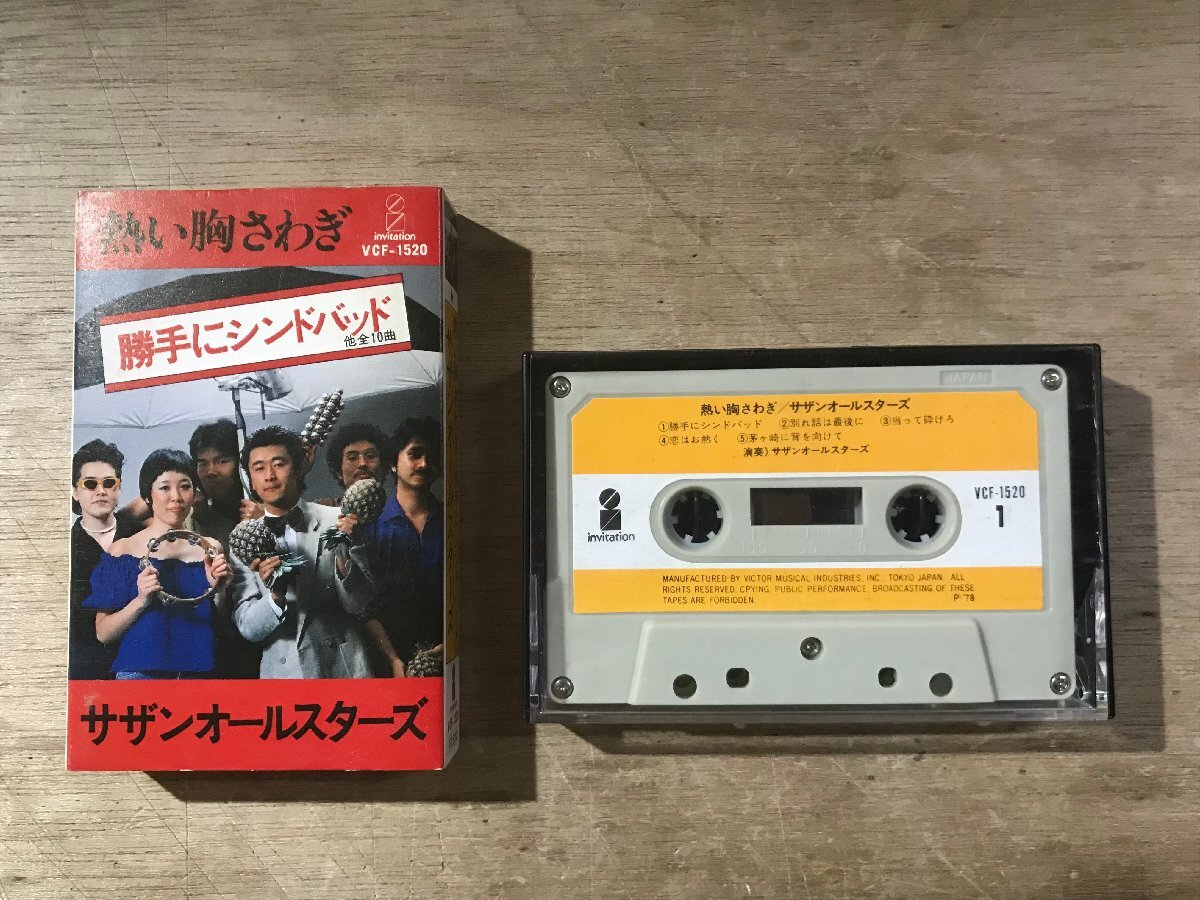 熱い胸さわぎ
invitation
VCF-1520
勝手にシンドバッド
他全10曲
サザンオールスターズ
JAPAN
熱い胸さわぎ/サザンオールスターズ
①勝手にシンドバッド ②別れ話は最後に ③当って砕けろ
④恋はお熱く ⑤茅ヶ崎に背を向けて
演奏)サザンオールスターズ
invitation
VCF-1520
1
100 50 0
MANUFACTURED BY VICTOR MUSICAL INDUSTRIES, INC., TOKYO JAPAN. ALL
RIGHTS RESERVED, CPYING, PUBLIC PERFORMANCE, BROADCASTING OF THESE
TAPES ARE FORBIDDEN.
P '78